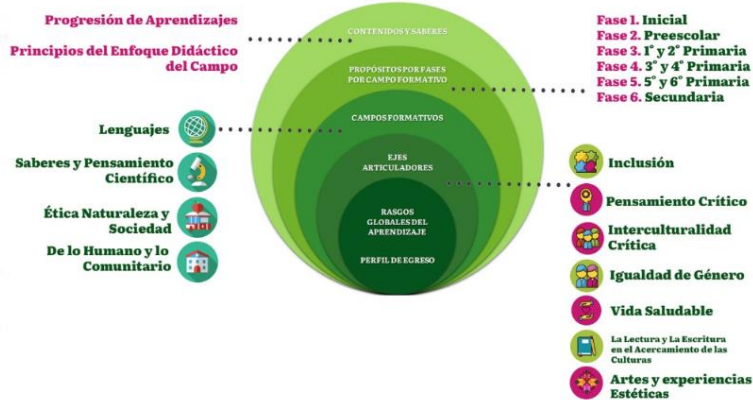 Progresión de Aprendizajes
Principios del Enfoque Didáctico
del Campo
Lenguajes
Saberes y Pensamiento
Científico
Ética Naturaleza y
Sociedad
De lo Humano y lo
Comunitario
CONTENIDOS Y SABERES
PROPÓSITOS POR FASES
POR CAMPO FORMATIVO
CAMPOS FORMATIVOS
EJES
ARTICULADORES
RASGOS
GLOBALES DEL
APRENDIZAJE
PERFIL DE EGRESO
Fase 1. Inicial
Fase 2. Preescolar
Fase 3. 1° y 2° Primaria
Fase 4. 3° y 4° Primaria
Fase 5. 5° y 6° Primaria
Fase 6. Secundaria
Inclusión
Pensamiento Crítico
Interculturalidad
Crítica
Igualdad de Género
Vida Saludable
La Lectura y La Escritura
en el Acercamiento de las
Culturas
Artes y experiencias
Estéticas